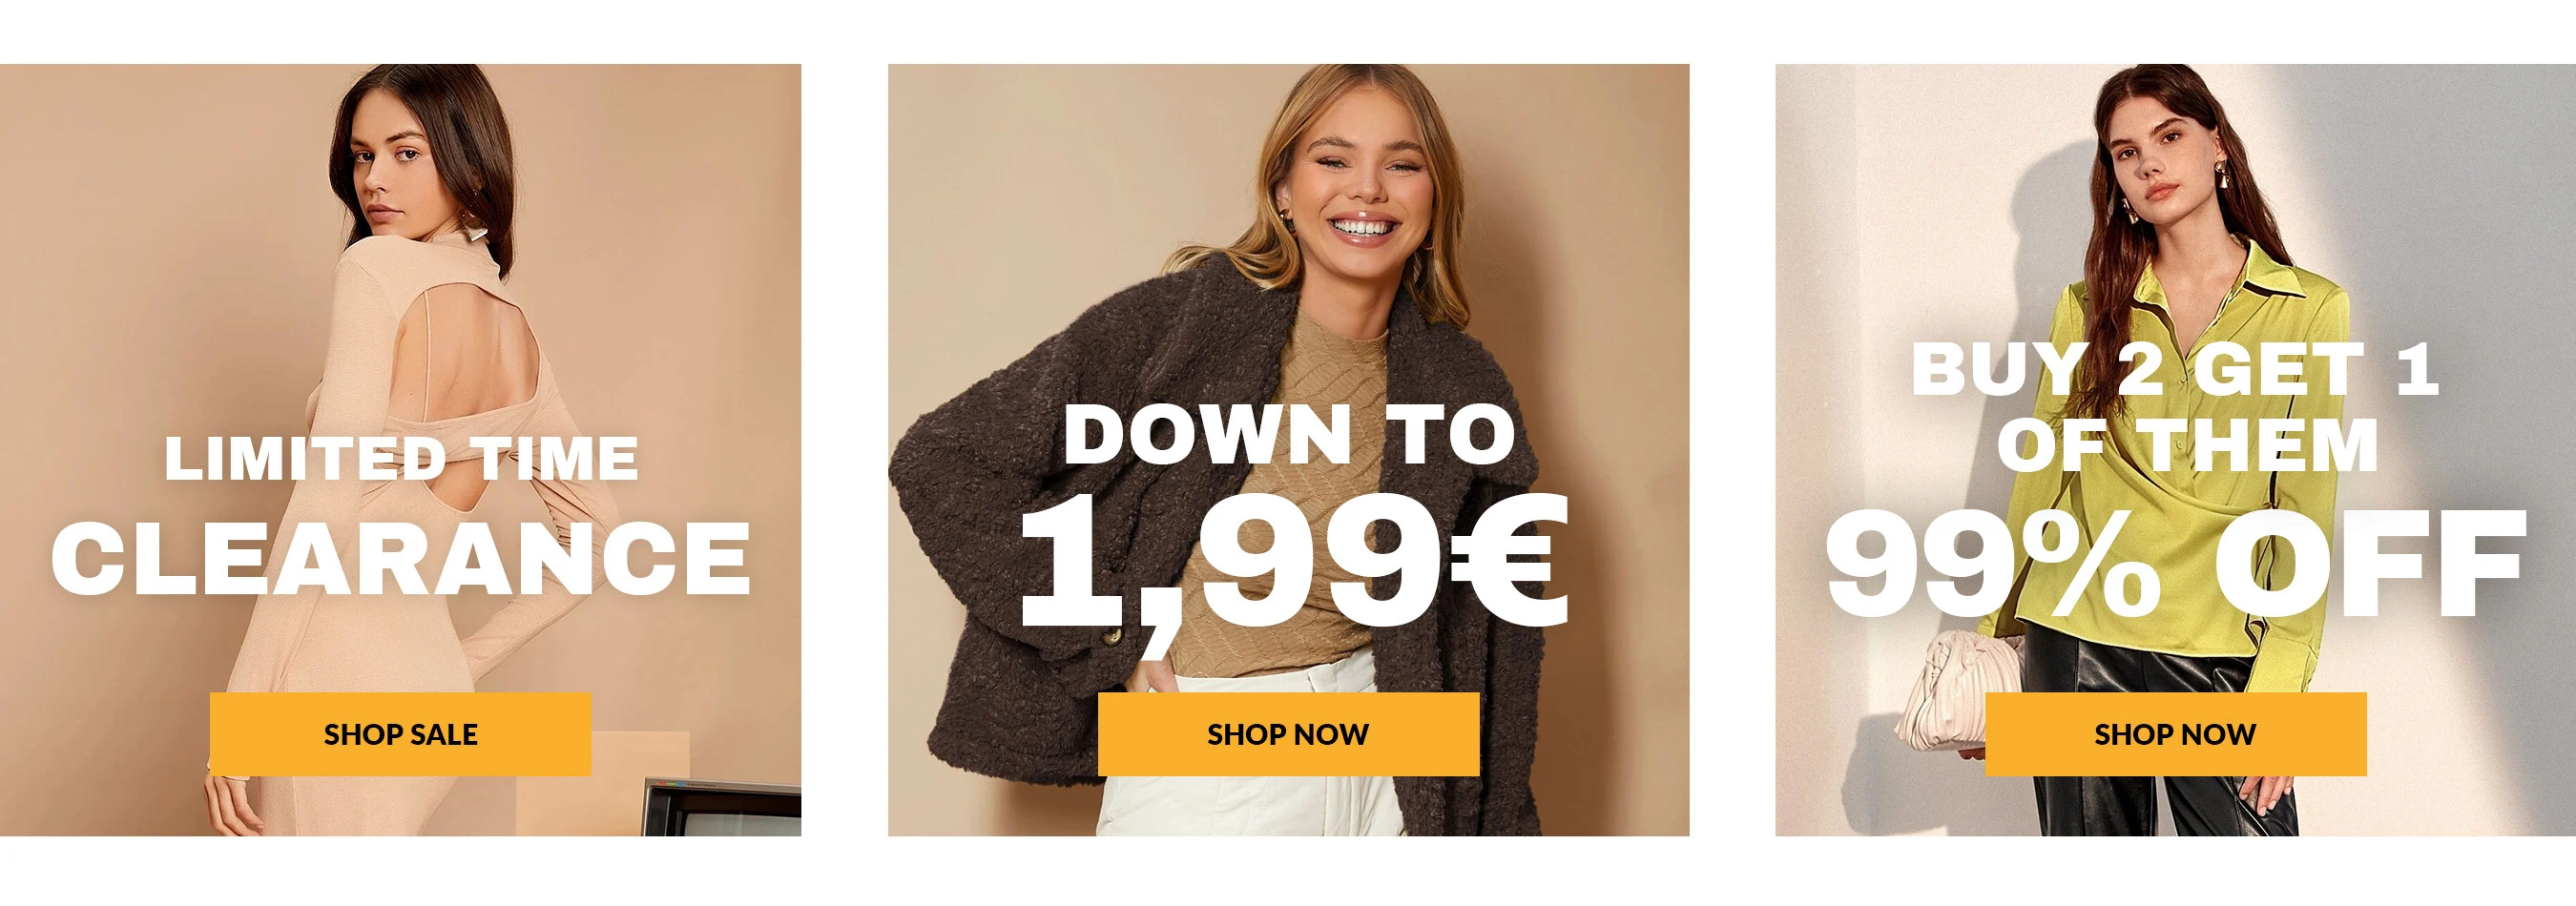 LIMITED TIME
CLEARANCE
SHOP SALE
DOWN TO
1,99€
SHOP NOW
BUY 2 GET 1
OF THEM
99% OFF
SHOP NOW